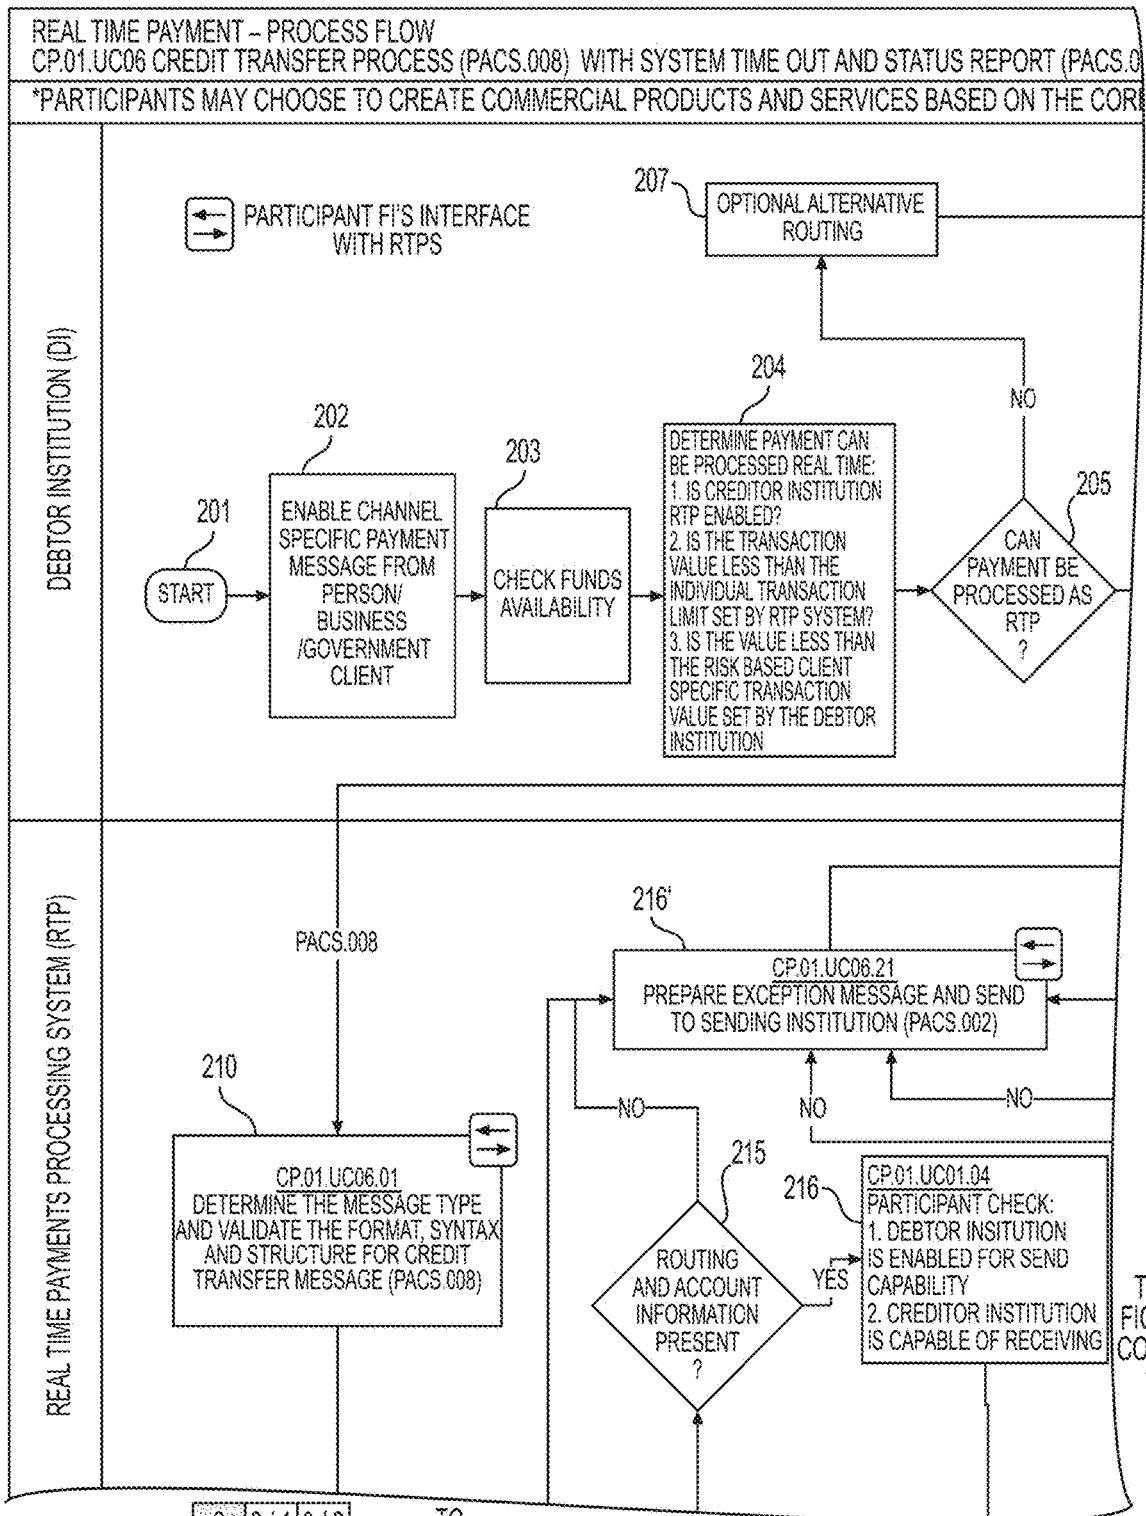 REAL TIME PAYMENT – PROCESS FLOW
CP.01.UC06 CREDIT TRANSFER PROCESS (PACS.008) WITH SYSTEM TIME OUT AND STATUS REPORT (PACS.0
*PARTICIPANTS MAY CHOOSE TO CREATE COMMERCIAL PRODUCTS AND SERVICES BASED ON THE COR
DEBTOR INSTITUTION (DI)
PARTICIPANT FI'S INTERFACE
WITH RTPS
207
OPTIONAL ALTERNATIVE
ROUTING
NO
201
START
202
ENABLE CHANNEL
SPECIFIC PAYMENT
MESSAGE FROM
PERSON/
BUSINESS
/GOVERNMENT
CLIENT
203
CHECK FUNDS
AVAILABILITY
204
DETERMINE PAYMENT CAN
BE PROCESSED REAL TIME:
1. IS CREDITOR INSTITUTION
RTP ENABLED?
2. IS THE TRANSACTION
VALUE LESS THAN THE
INDIVIDUAL TRANSACTION
LIMIT SET BY RTP SYSTEM?
3. IS THE VALUE LESS THAN
THE RISK BASED CLIENT
SPECIFIC TRANSACTION
VALUE SET BY THE DEBTOR
INSTITUTION
205
CAN
PAYMENT BE
PROCESSED AS
RTP
?
REAL TIME PAYMENTS PROCESSING SYSTEM (RTP)
PACS.008
216'
CP.01.UC06.21
PREPARE EXCEPTION MESSAGE AND SEND
TO SENDING INSTITUTION (PACS.002)
210
CP.01.UC06.01
DETERMINE THE MESSAGE TYPE
AND VALIDATE THE FORMAT, SYNTAX
AND STRUCTURE FOR CREDIT
TRANSFER MESSAGE (PACS.008)
NO
NO
NO
215
ROUTING
AND ACCOUNT
INFORMATION
PRESENT
?
YES
216
CP.01.UC01.04
PARTICIPANT CHECK:
1. DEBTOR INSITUTION
IS ENABLED FOR SEND
CAPABILITY
2. CREDITOR INSTITUTION
IS CAPABLE OF RECEIVING
T
FIG
CO
TO